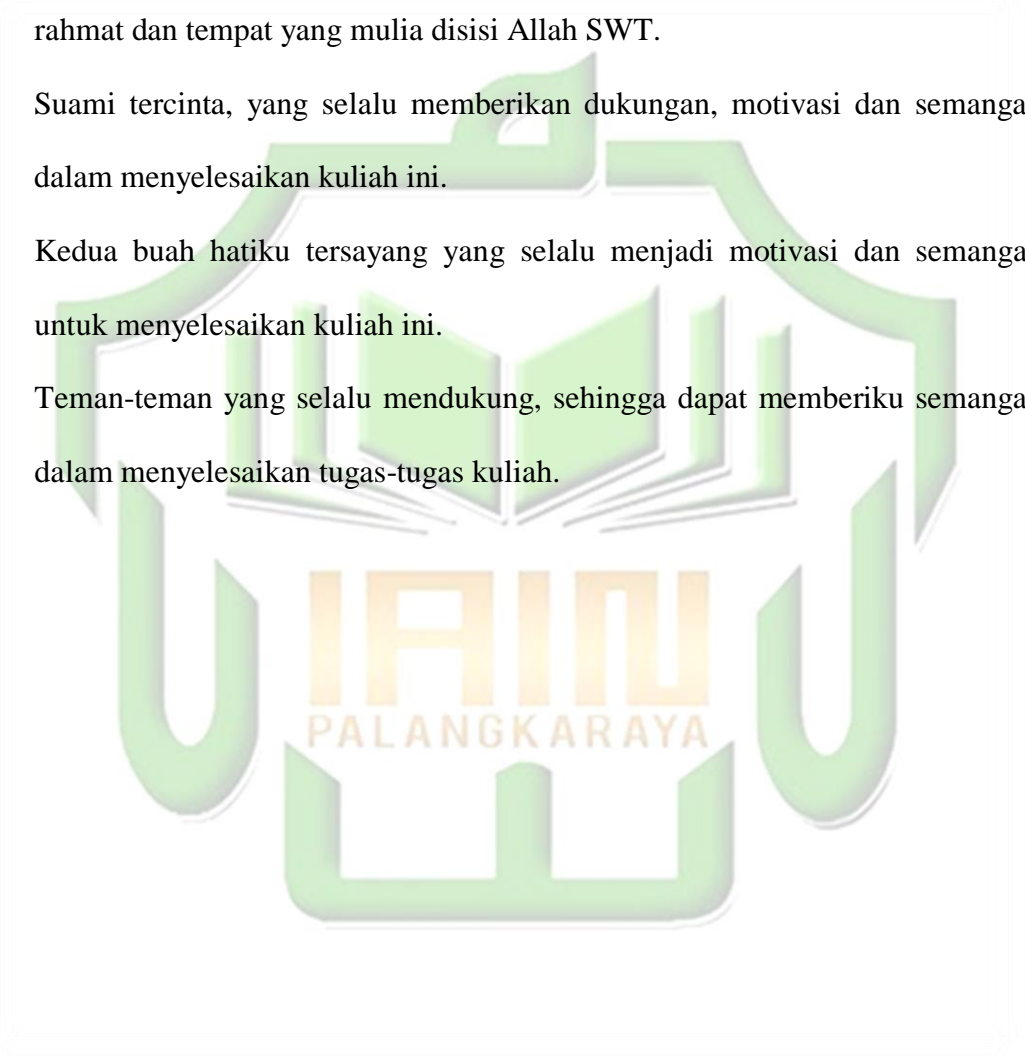 rahmat dan tempat yang mulia disisi Allah SWT.
Suami tercinta, yang selalu memberikan dukungan, motivasi dan semanga
dalam menyelesaikan kuliah ini.
Kedua buah hatiku tersayang yang selalu menjadi motivasi dan semanga
untuk menyelesaikan kuliah ini.
Teman-teman yang selalu mendukung, sehingga dapat memberiku semanga
dalam menyelesaikan tugas-tugas kuliah.
IAIN
PALANGKARAYA